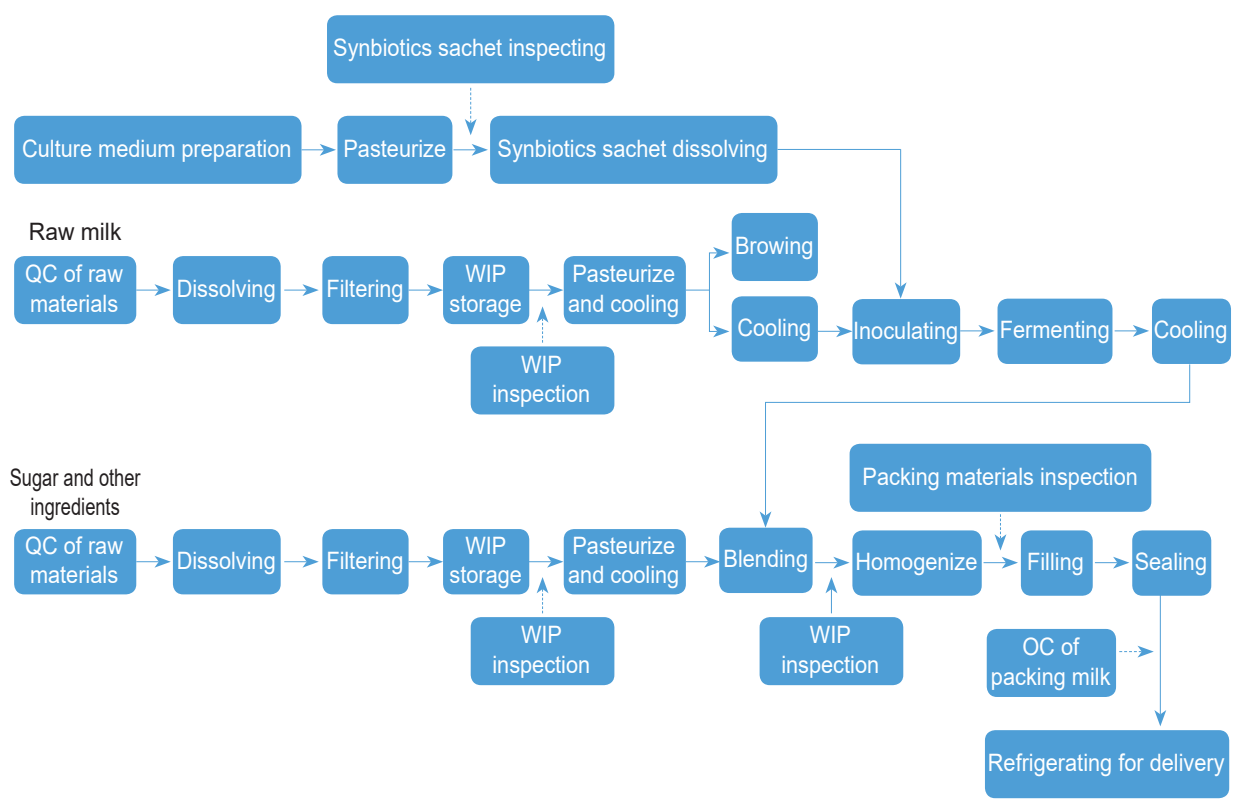 Synbiotics sachet inspecting
Culture medium preparation
Pasteurize
Synbiotics sachet dissolving
Raw milk
QC of raw
materials
Dissolving
Filtering
WIP
storage
Pasteurize
and cooling
Browing
Cooling
Inoculating
Fermenting
Cooling
WIP
inspection
Sugar and other
ingredients
Packing materials inspection
QC of raw
materials
Dissolving
Filtering
WIP
storage
Pasteurize
and cooling
Blending
Homogenize
Filling
Sealing
WIP
inspection
WIP
inspection
OC of
packing milk
Refrigerating for delivery